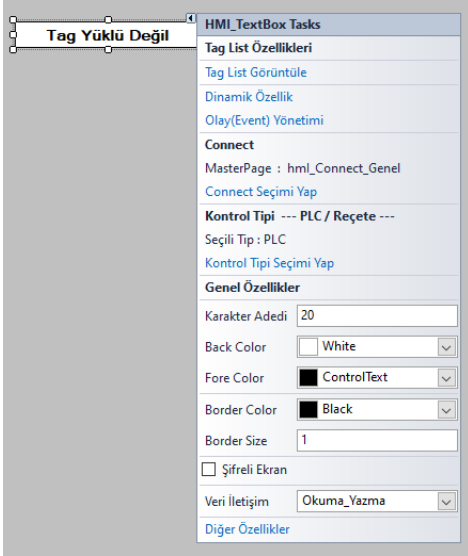 Tag Yüklü Değil
HMI_TextBox Tasks
Tag List Özellikleri
Tag List Görüntüle
Dinamik Özellik
Olay(Event) Yönetimi
Connect
MasterPage : hml_Connect_Genel
Connect Seçimi Yap
Kontrol Tipi --- PLC / Reçete ---
Seçili Tip : PLC
Kontrol Tipi Seçimi Yap
Genel Özellikler
Karakter Adedi 20
Back Color White
Fore Color ControlText
Border Color Black
Border Size 1
Şifreli Ekran
Veri İletişim Okuma_Yazma
Diğer Özellikler